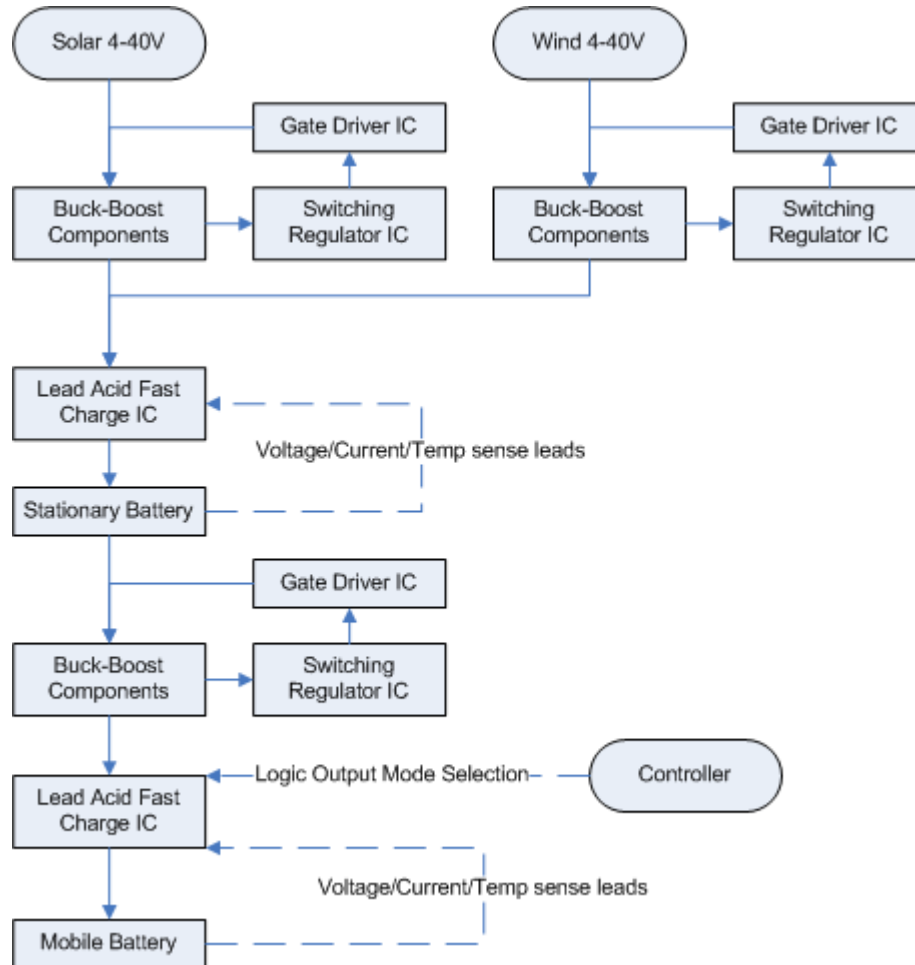 Solar 4-40V
Wind 4-40V
Gate Driver IC
Gate Driver IC
Buck-Boost
Components
Switching
Regulator IC
Buck-Boost
Components
Switching
Regulator IC
Lead Acid Fast
Charge IC
Voltage/Current/Temp sense leads
Stationary Battery
Gate Driver IC
Buck-Boost
Components
Switching
Regulator IC
Logic Output Mode Selection
Controller
Lead Acid Fast
Charge IC
Voltage/Current/Temp sense leads
Mobile Battery